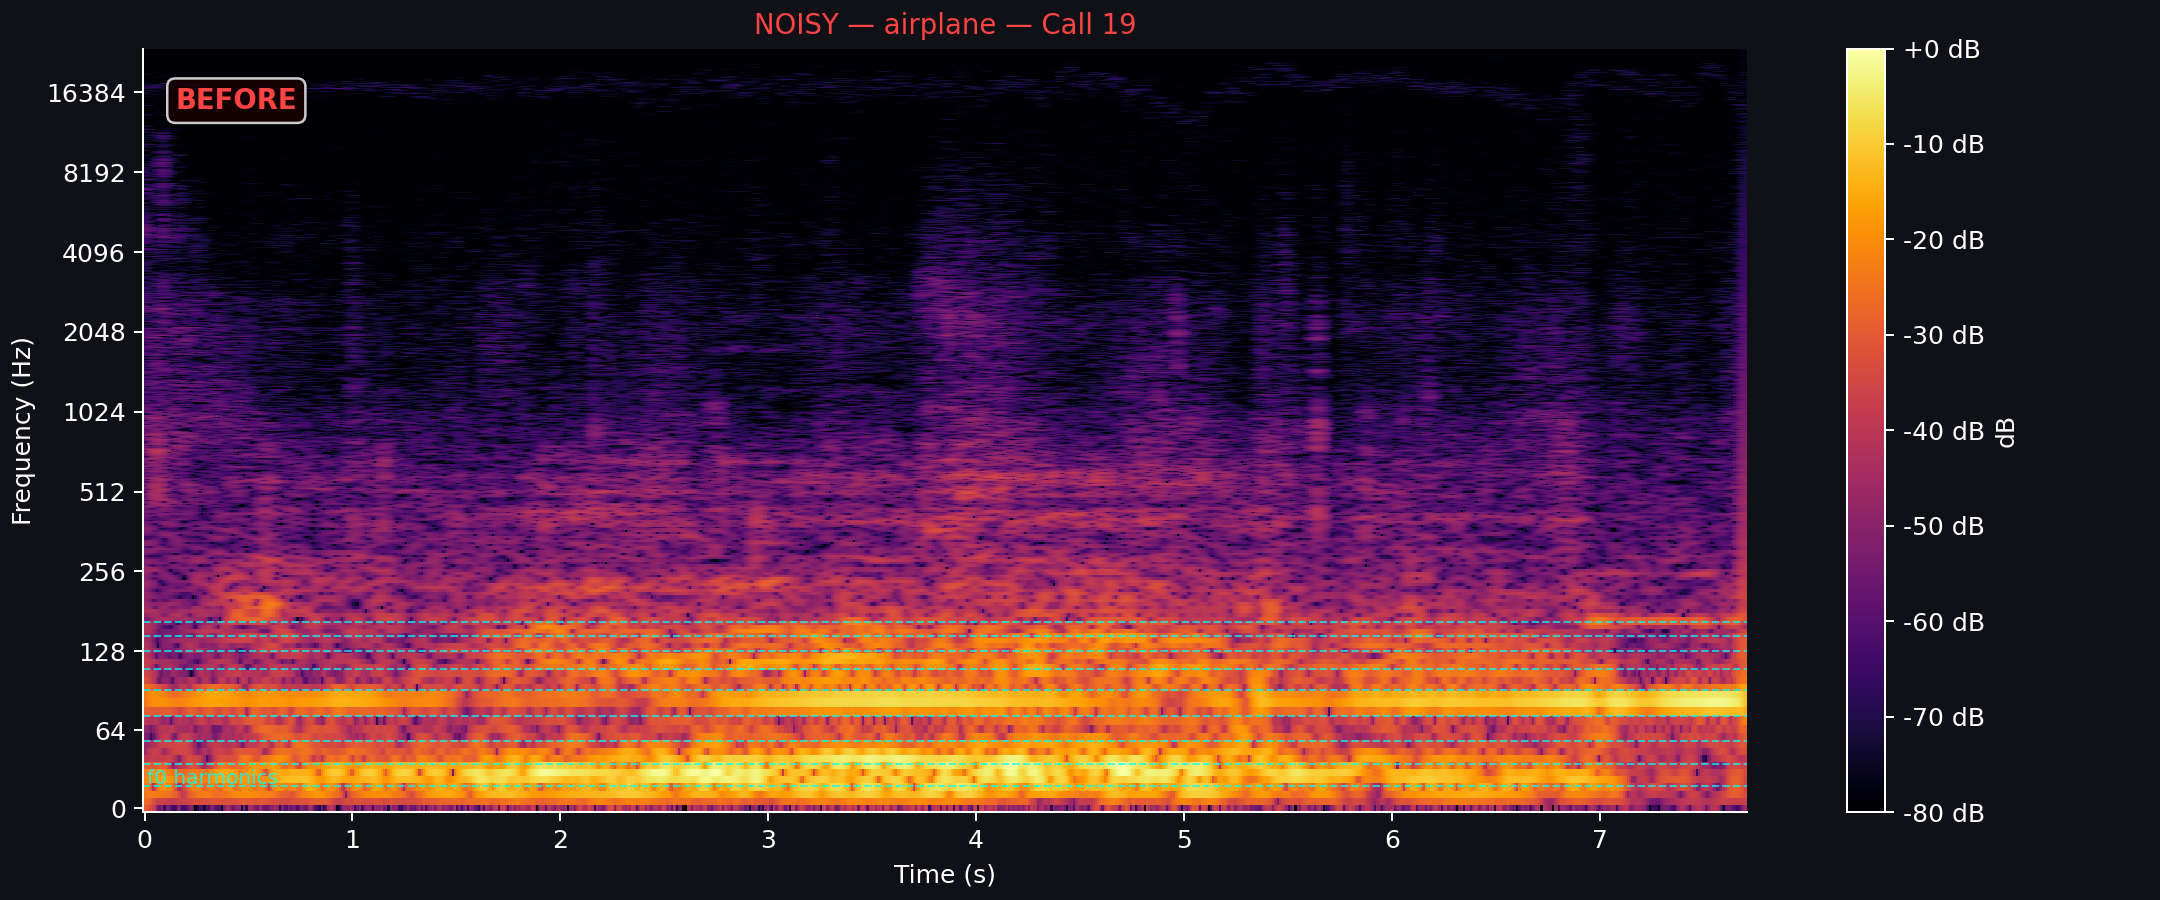 NOISY — airplane — Call 19
BEFORE
Frequency (Hz)
16384
8192
4096
2048
1024
512
256
128
64
0
f0 harmonics
0 1 2 3 4 5 6 7
Time (s)
+0 dB
-10 dB
-20 dB
-30 dB
-40 dB
-50 dB
-60 dB
-70 dB
-80 dB
dB